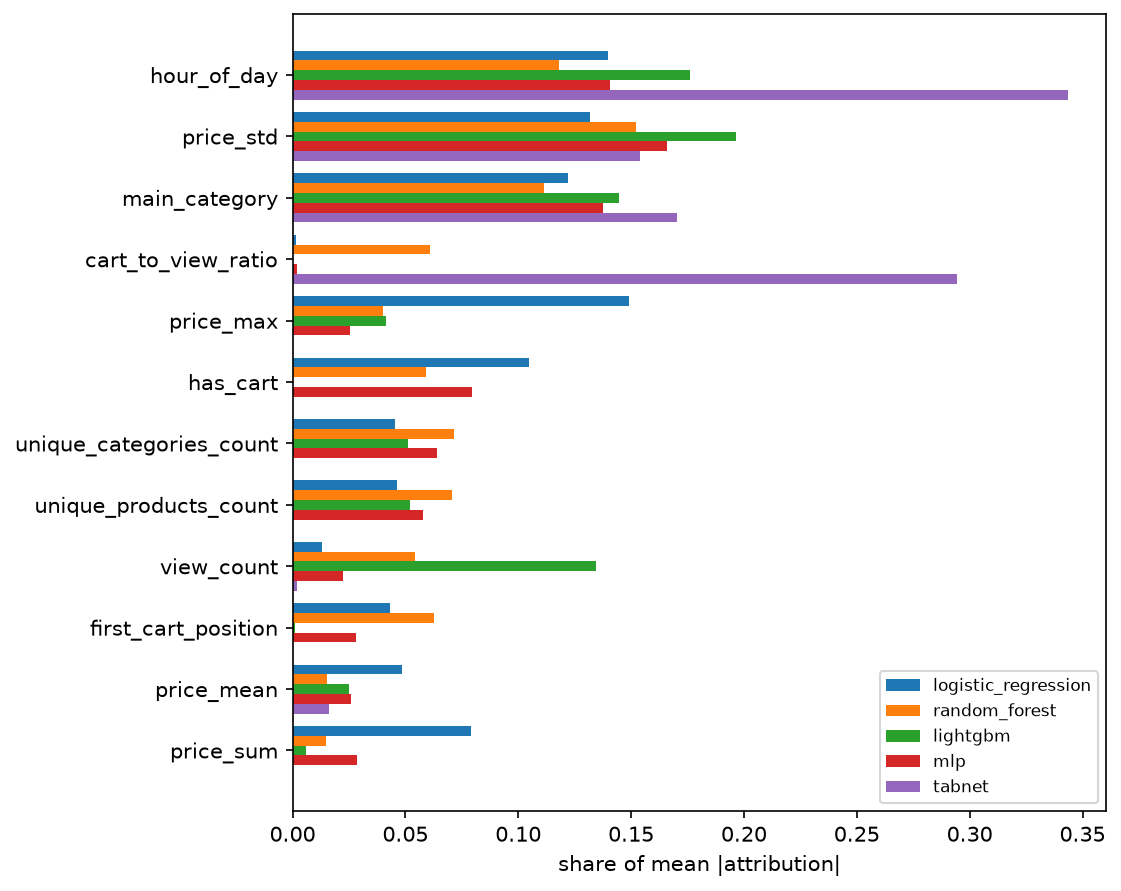 hour_of_day
price_std
main_category
cart_to_view_ratio
price_max
has_cart
unique_categories_count
unique_products_count
view_count
first_cart_position
price_mean
price_sum
logistic_regression
random_forest
lightgbm
mlp
tabnet
0.00 0.05 0.10 0.15 0.20 0.25 0.30 0.35
share of mean |attribution|